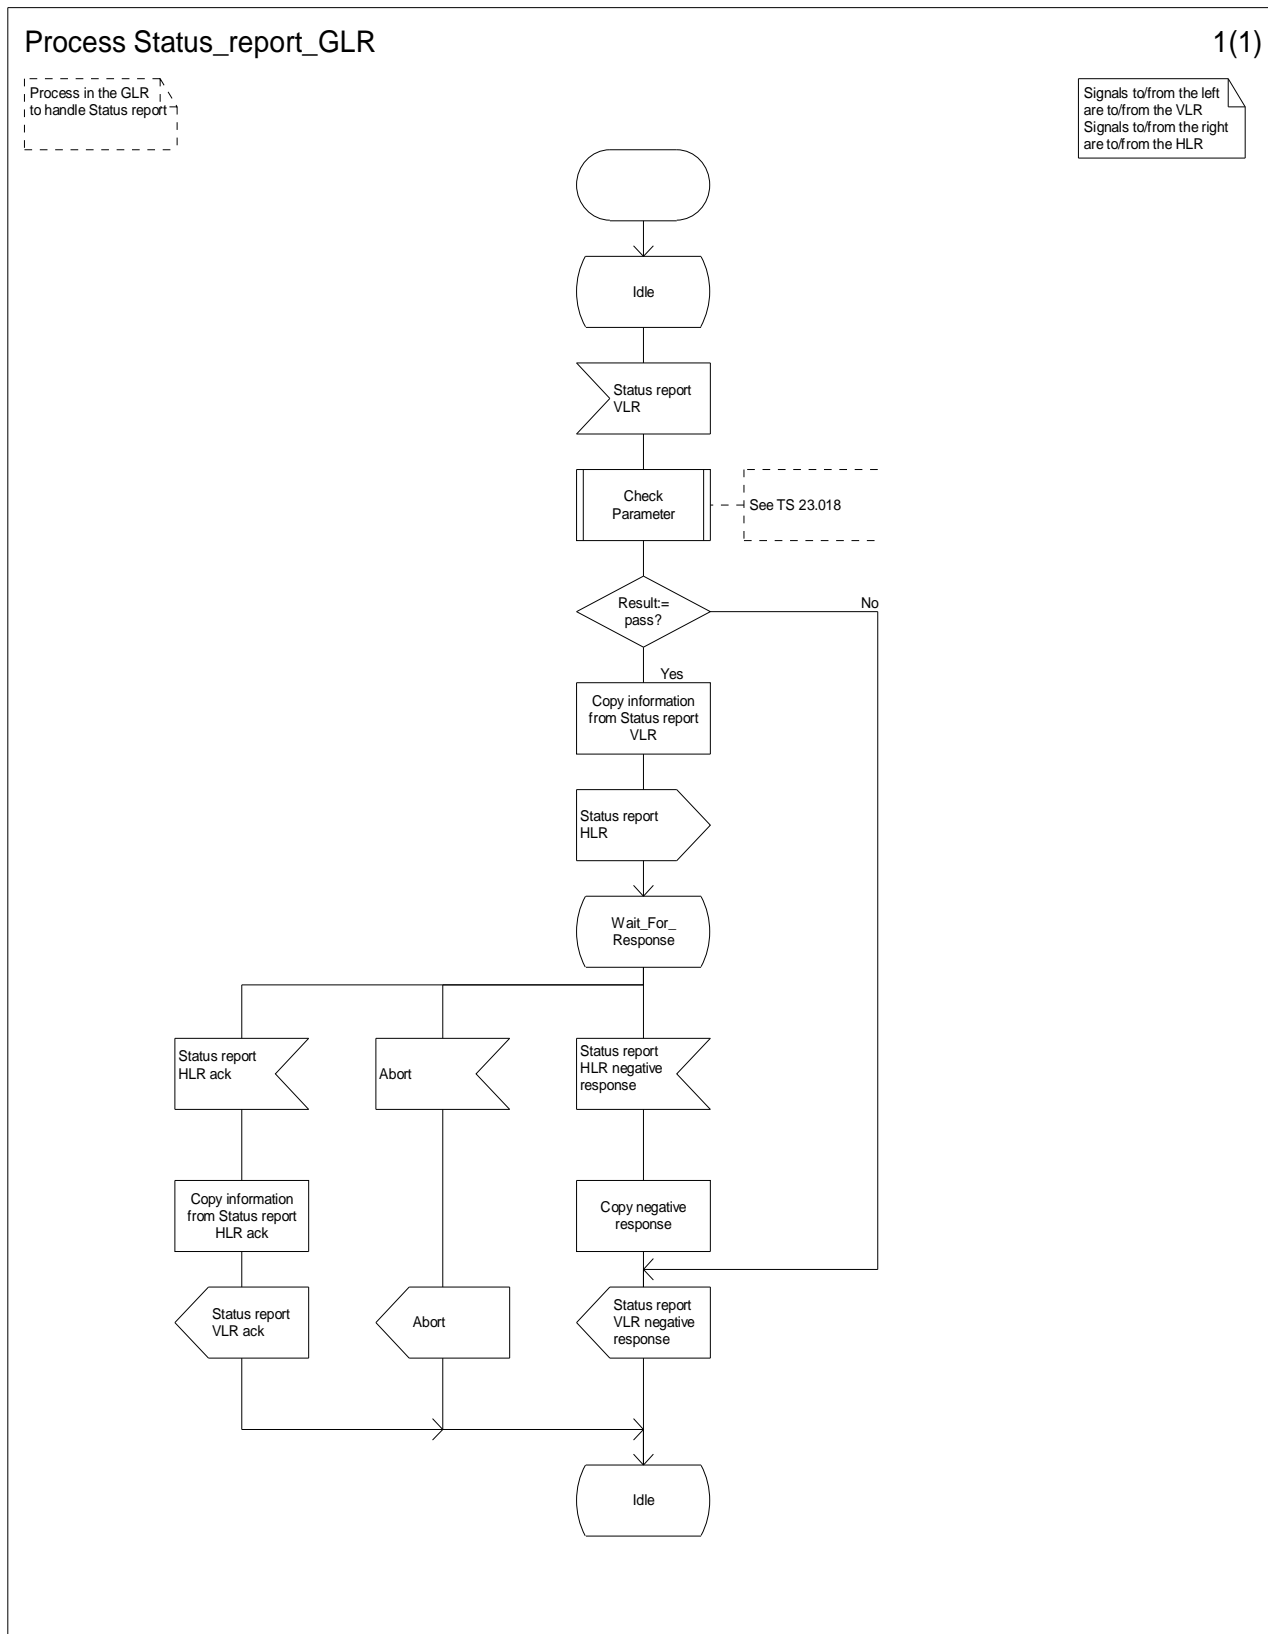 Process Status_report_GLR
1(1)
Process in the GLR
to handle Status report
Signals to/from the left
are to/from the VLR
Signals to/from the right
are to/from the HLR
Idle
Status report
VLR
Check
Parameter
See TS 23.018
Result:=
pass?
No
Yes
Copy information
from Status report
VLR
Status report
HLR
Wait_For_
Response
Status report
HLR ack
Abort
Status report
HLR negative
response
Copy information
from Status report
HLR ack
Copy negative
response
Status report
VLR ack
Abort
Status report
VLR negative
response
Idle